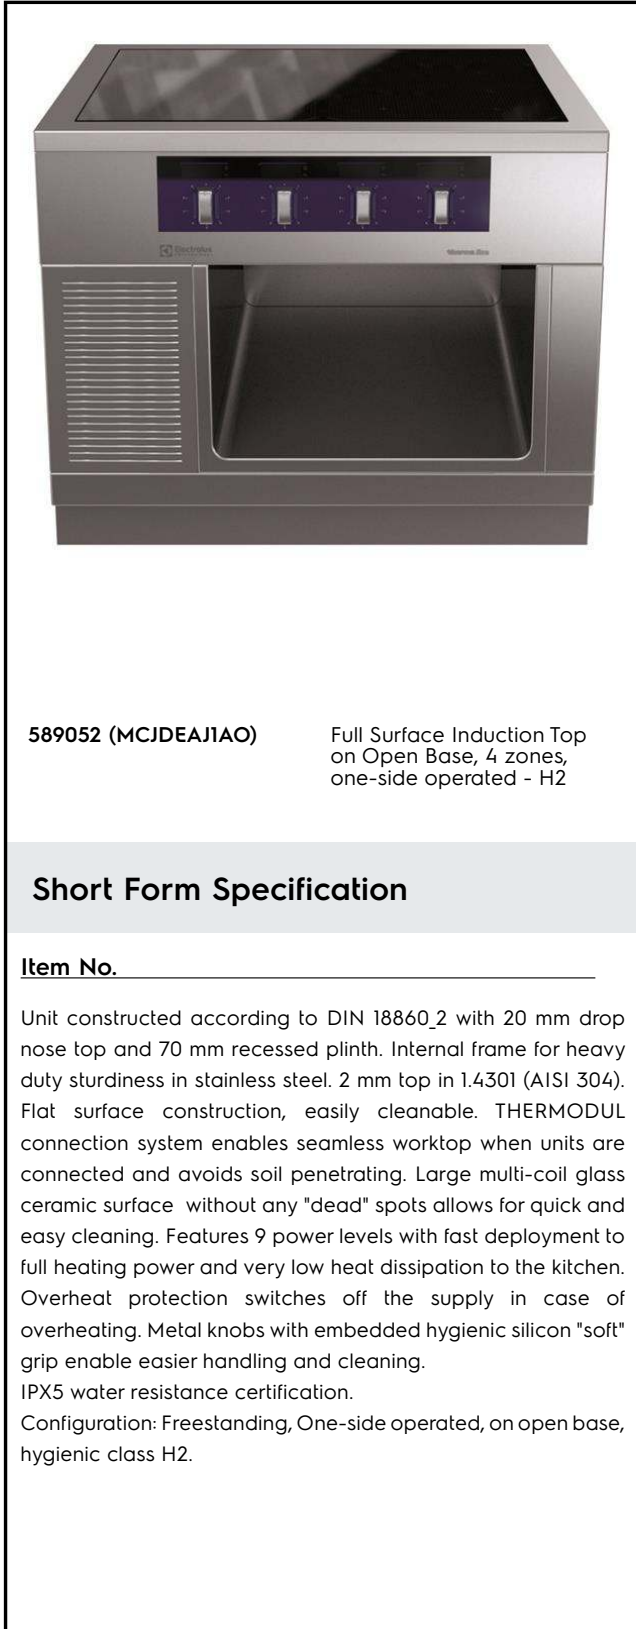 Electrolux
589052 (MCJDEAJ1AO)
Full Surface Induction Top
on Open Base, 4 zones,
one-side operated - H2
Short Form Specification
Item No.
Unit constructed according to DIN 18860_2 with 20 mm drop
nose top and 70 mm recessed plinth. Internal frame for heavy
duty sturdiness in stainless steel. 2 mm top in 1.4301 (AISI 304).
Flat surface construction, easily cleanable. THERMODUL
connection system enables seamless worktop when units are
connected and avoids soil penetrating. Large multi-coil glass
ceramic surface without any "dead" spots allows for quick and
easy cleaning. Features 9 power levels with fast deployment to
full heating power and very low heat dissipation to the kitchen.
Overheat protection switches off the supply in case of
overheating. Metal knobs with embedded hygienic silicon "soft"
grip enable easier handling and cleaning.
IPX5 water resistance certification.
Configuration: Freestanding, One-side operated, on open base,
hygienic class H2.